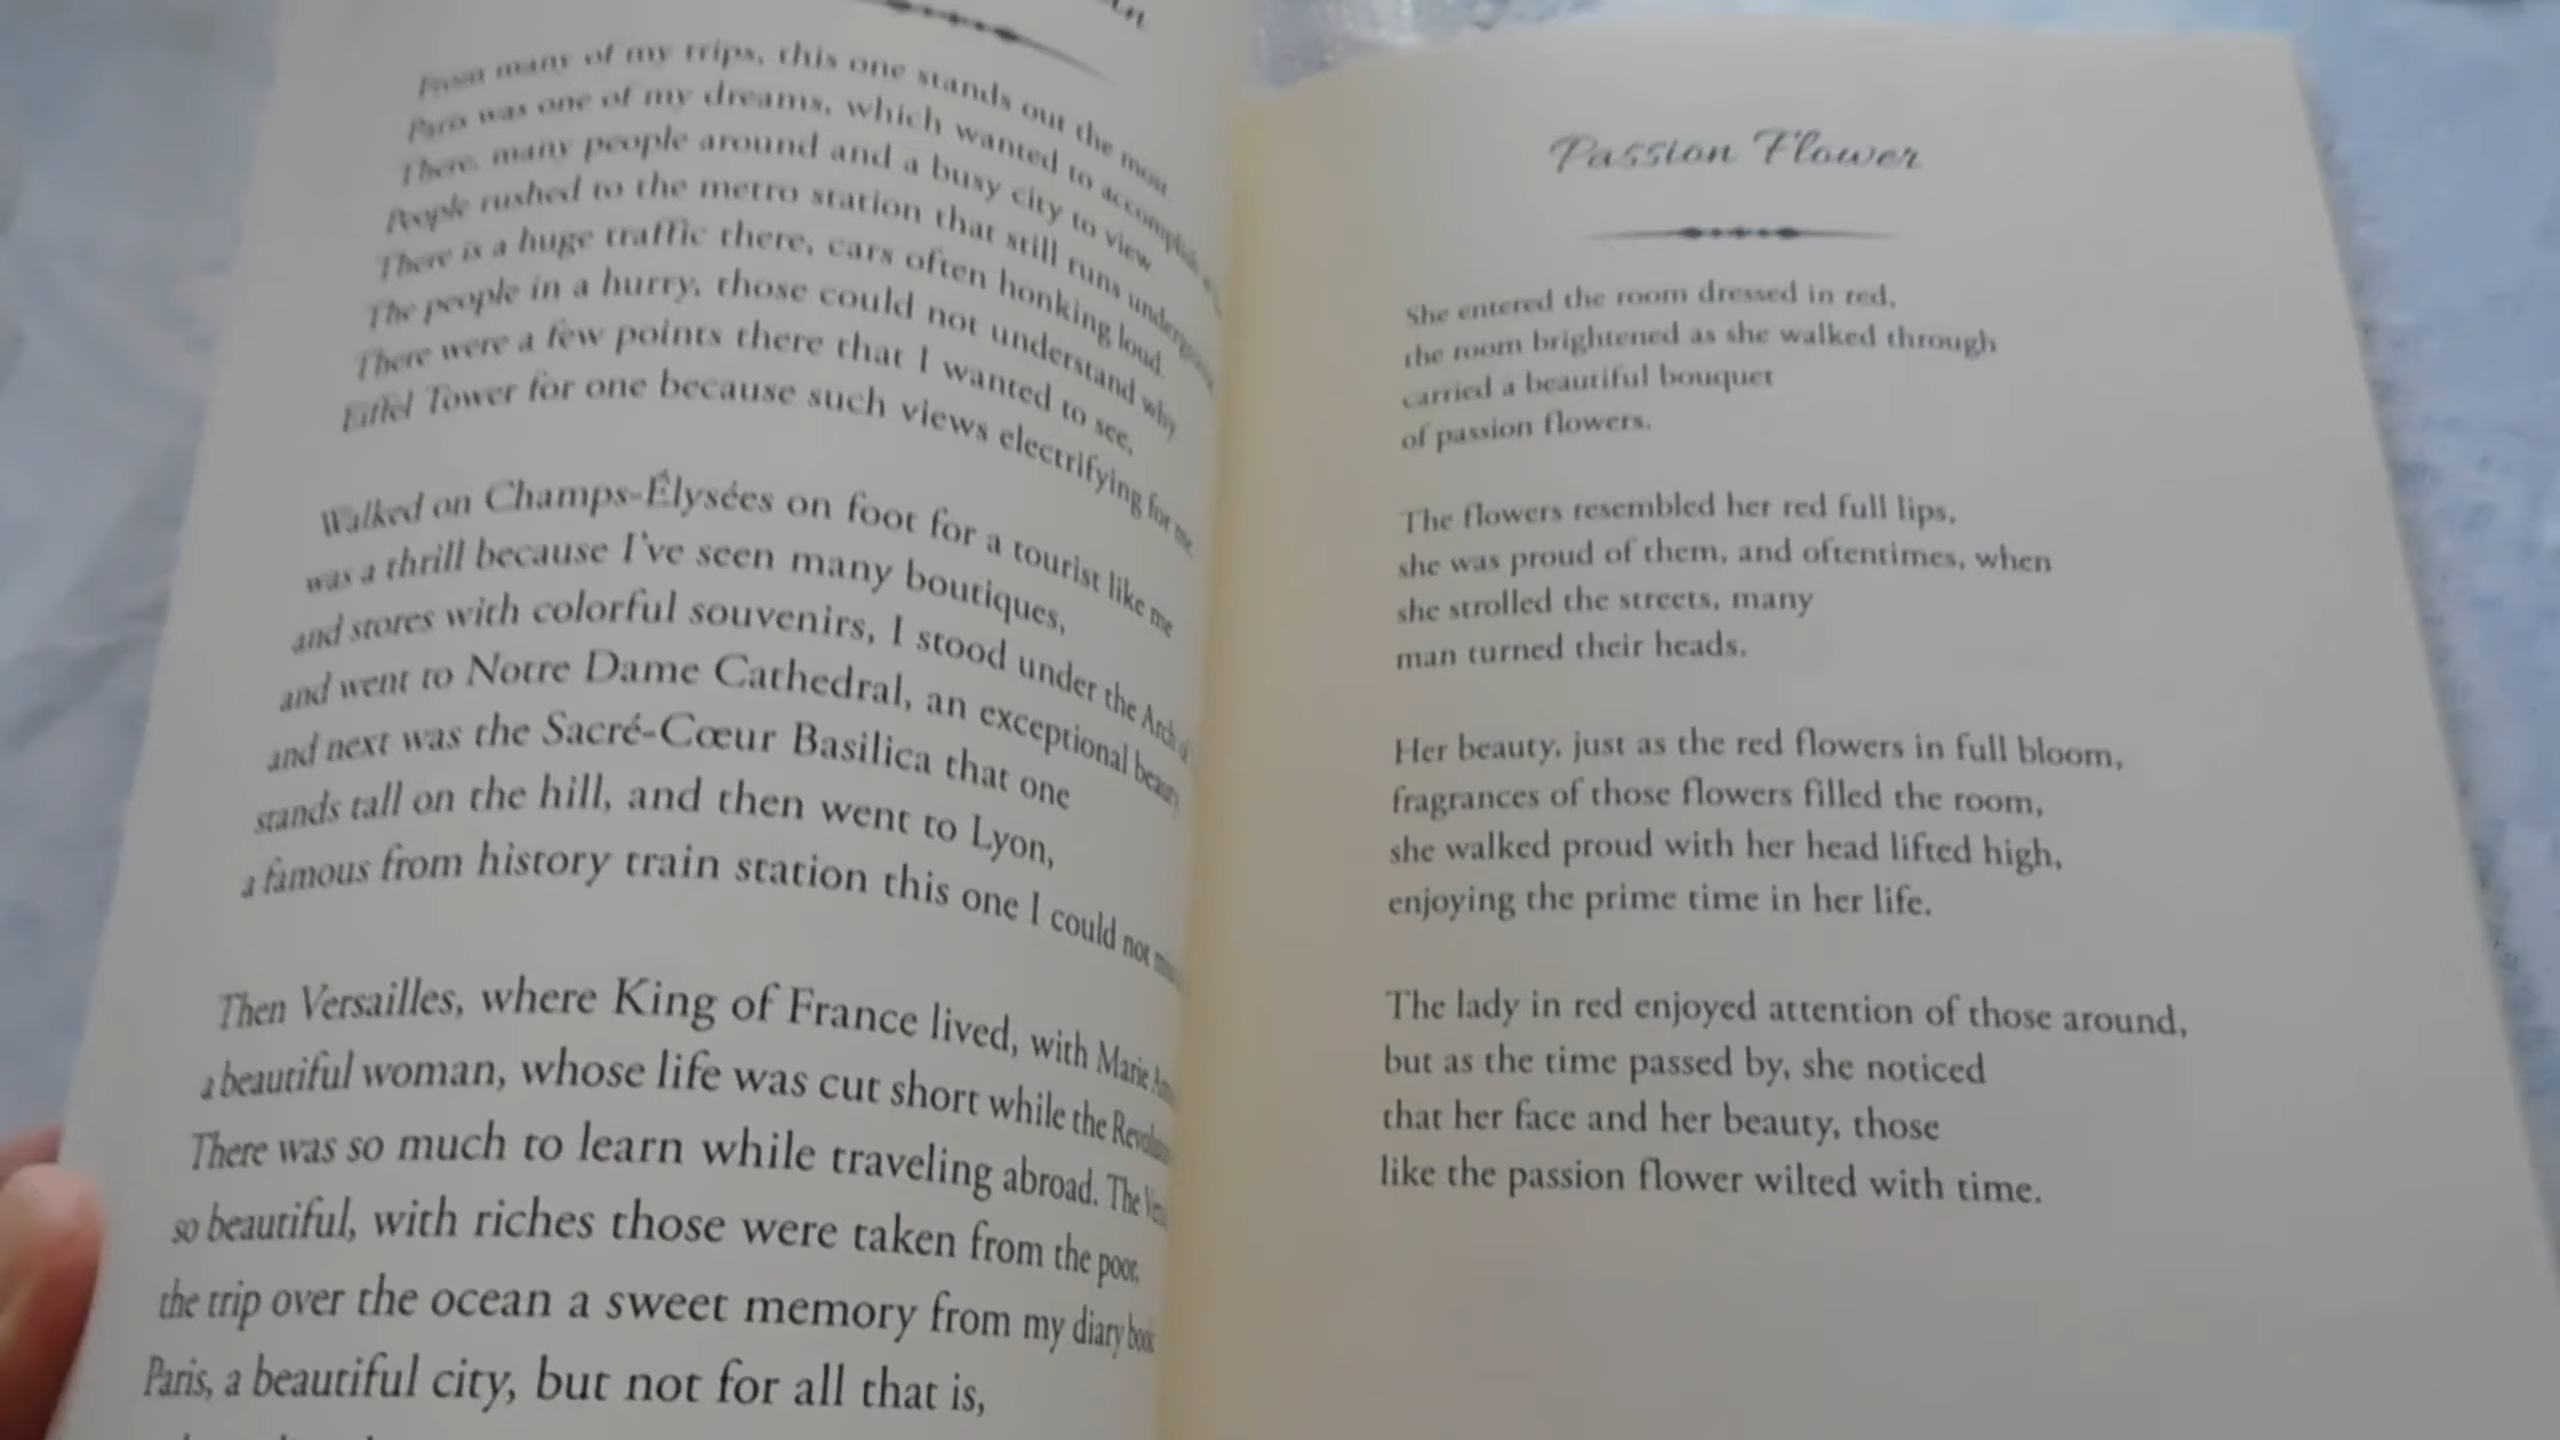 From many of my trips, this one stands out the most.
Paris was one of my dreams, which wanted to accomplish
There, many people around and a busy city to view
People rushed to the metro station that still runs underground
There is a huge traffic there, cars often honking loud.
The people in a hurry, those could not understand why
There were a few points there that I wanted to see,
Eiffel Tower for one because such views electrifying for me.
Walked on Champs-Élysées on foot for a tourist like me
was a thrill because I've seen many boutiques,
and stores with colorful souvenirs, I stood under the Arch of
and went to Notre Dame Cathedral, an exceptional beauty
and next was the Sacré-Cœur Basilica that one
stands tall on the hill, and then went to Lyon,
a famous from history train station this one I could not
Then Versailles, where King of France lived, with Marie
a beautiful woman, whose life was cut short while the
There was so much to learn while traveling abroad. The
so beautiful, with riches those were taken from the poor,
the trip over the ocean a sweet memory from my diary book
Paris, a beautiful city, but not for all that is,
Passion Flower
She entered the room dressed in red,
the room brightened as she walked through
carried a beautiful bouquet
of passion flowers.
The flowers resembled her red full lips,
she was proud of them, and oftentimes, when
she strolled the streets, many
man turned their heads.
Her beauty, just as the red flowers in full bloom,
fragrances of those flowers filled the room,
she walked proud with her head lifted high,
enjoying the prime time in her life.
The lady in red enjoyed attention of those around,
but as the time passed by, she noticed
that her face and her beauty, those
like the passion flower wilted with time.